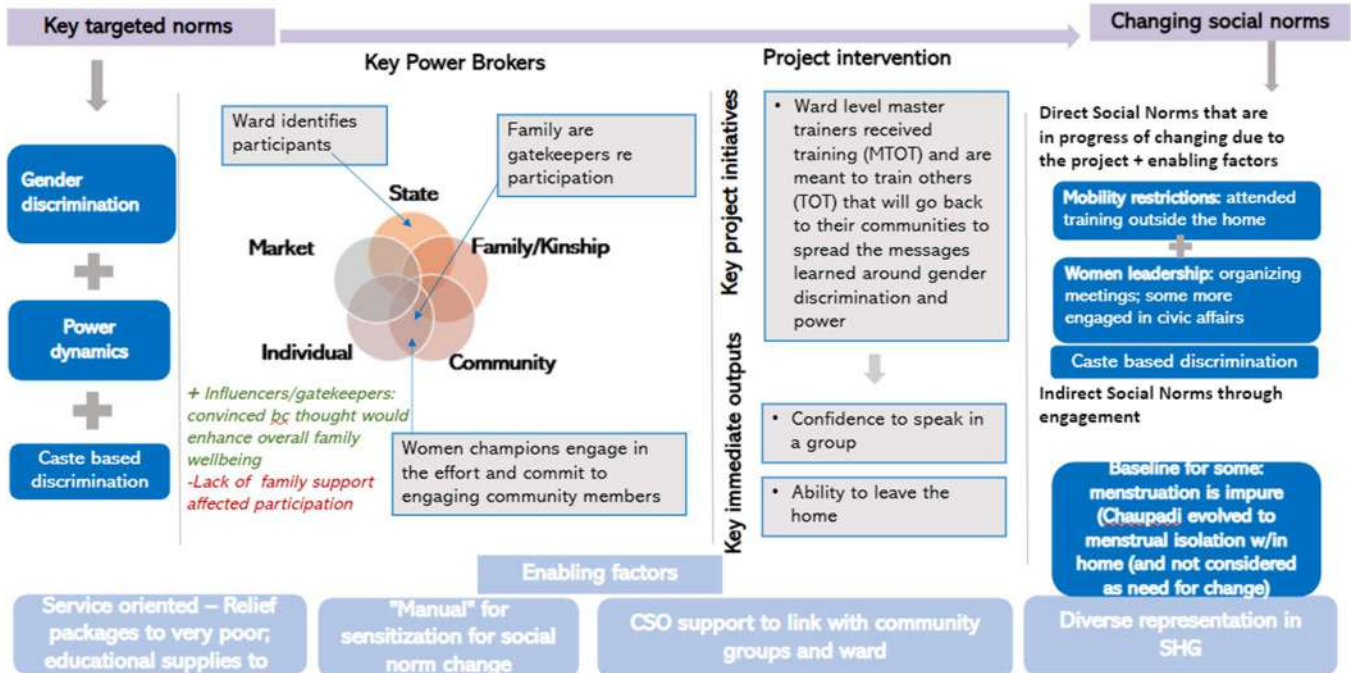 Key targeted norms
Changing social norms
Key Power Brokers
Project intervention
Gender
discrimination
Power
dynamics
Caste based
discrimination
Ward identifies
participants
Family are
gatekeepers re
participation
State
Market
Family/Kinship
Individual
Community
+ Influencers/gatekeepers:
convinced bc thought would
enhance overall family
wellbeing
-Lack of family support
affected participation
Women champions engage in
the effort and commit to
engaging community members
Key project initiatives
• Ward level master
trainers received
training (MTOT) and are
meant to train others
(TOT) that will go back
to their communities to
spread the messages
learned around gender
discrimination and
power
Key immediate outputs
• Confidence to speak in
a group
• Ability to leave the
home
Direct Social Norms that are
in progress of changing due to
the project + enabling factors
Mobility restrictions: attended
training outside the home
Women leadership: organizing
meetings; some more
engaged in civic affairs
Caste based discrimination
Indirect Social Norms through
engagement
Baseline for some:
menstruation is impure
(Chaupadi evolved to
menstrual isolation w/in
home (and not considered
as need for change)
Enabling factors
Service oriented – Relief
packages to very poor;
educational supplies to
"Manual" for
sensitization for social
norm change
CSO support to link with community
groups and ward
Diverse representation in
SHG